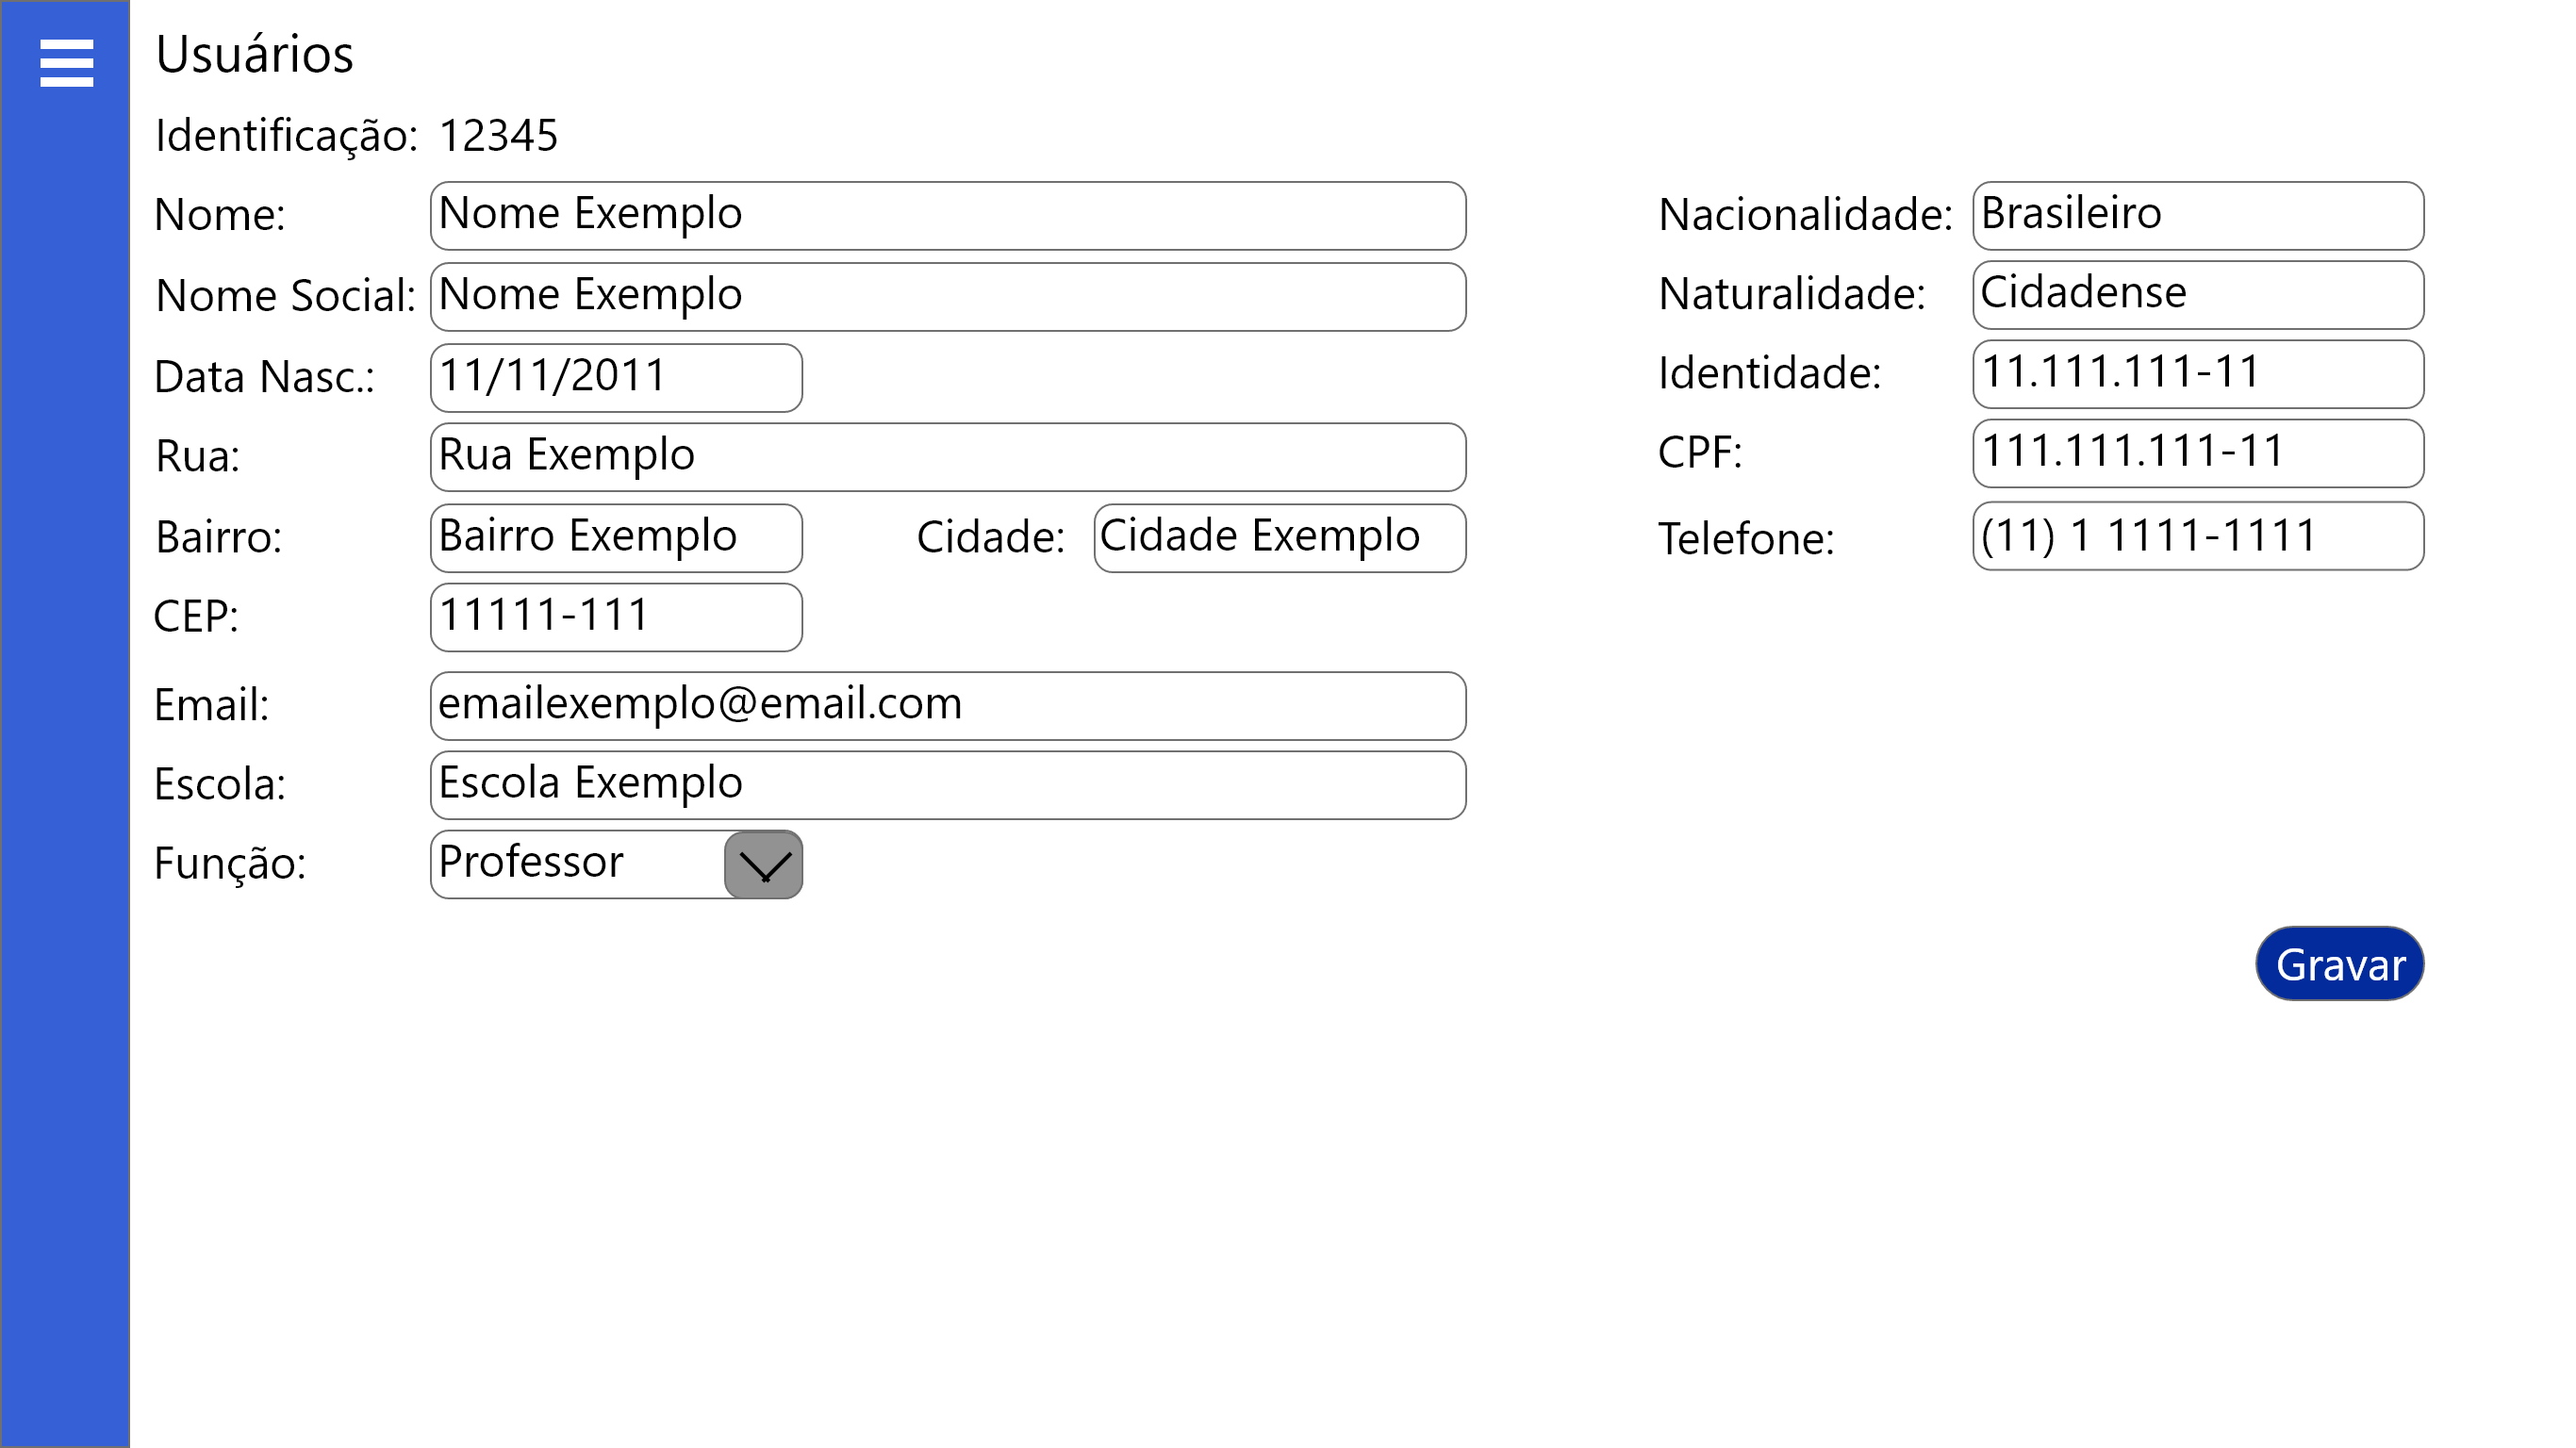 Usuários
Identificação: 12345
Nome: Nome Exemplo
Nome Social: Nome Exemplo
Data Nasc.: 11/11/2011
Rua: Rua Exemplo
Bairro: Bairro Exemplo Cidade: Cidade Exemplo
CEP: 11111-111
Email: emailexemplo@email.com
Escola: Escola Exemplo
Função: Professor
Nacionalidade: Brasileiro
Naturalidade: Cidadense
Identidade: 11.111.111-11
CPF: 111.111.111-11
Telefone: (11) 1 1111-1111
Gravar